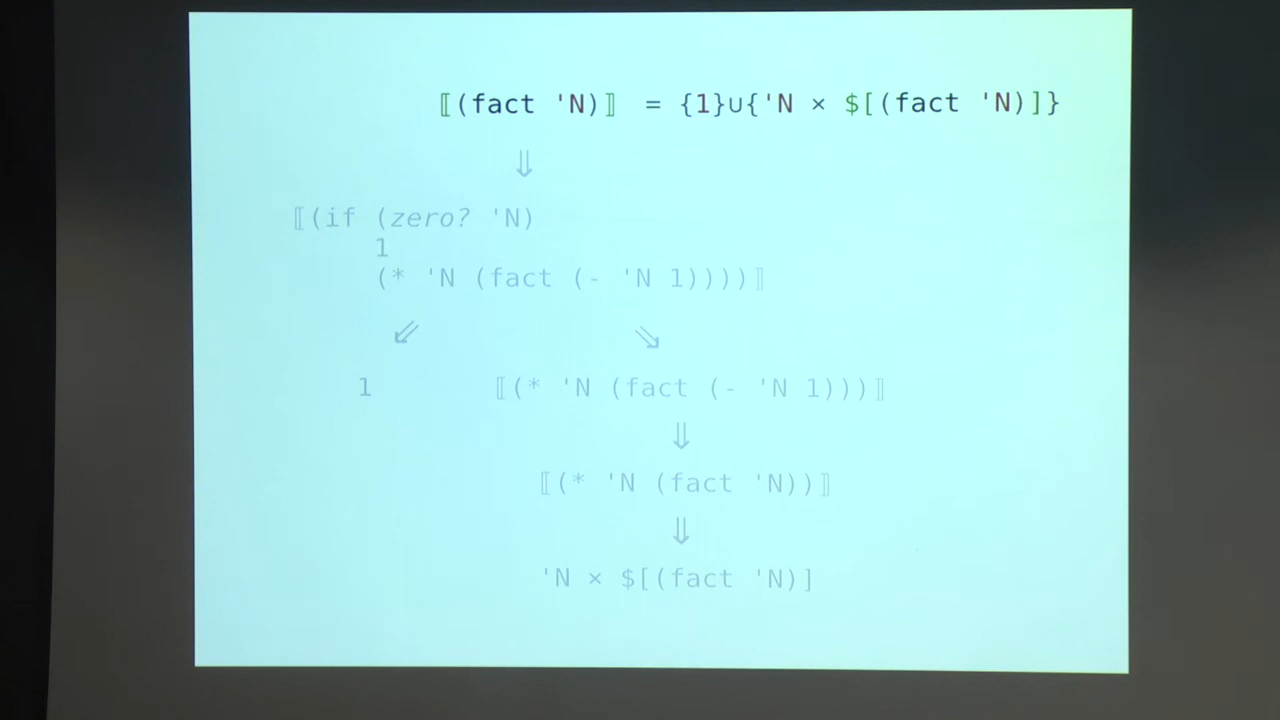 ⟦(fact 'N)⟧ = {1}∪{'N × $[(fact 'N)]}
⇓
⟦(if (zero? 'N)
1
(* 'N (fact (- 'N 1))))⟧
⇙ ⇘
1 ⟦(* 'N (fact (- 'N 1)))⟧
⇓
⟦(* 'N (fact 'N))⟧
⇓
'N × $[(fact 'N)]